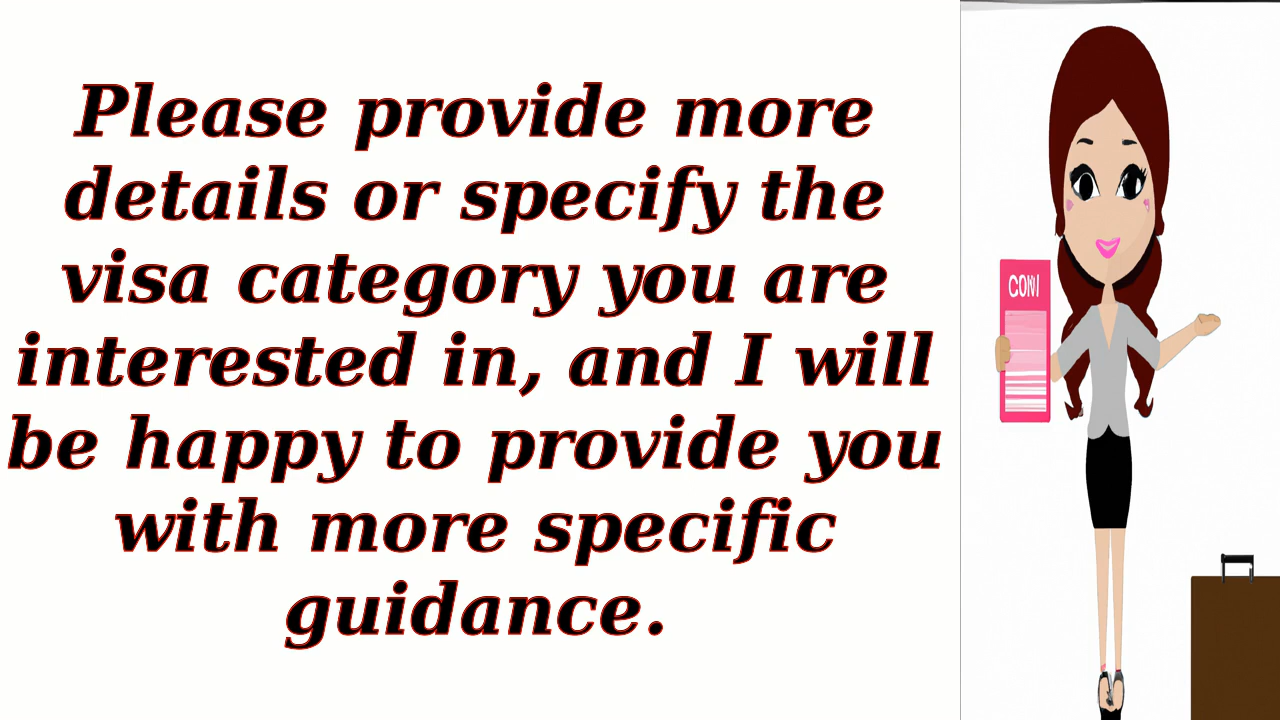 Please provide more
details or specify the
visa category you are
interested in, and I will
be happy to provide you
with more specific
guidance.